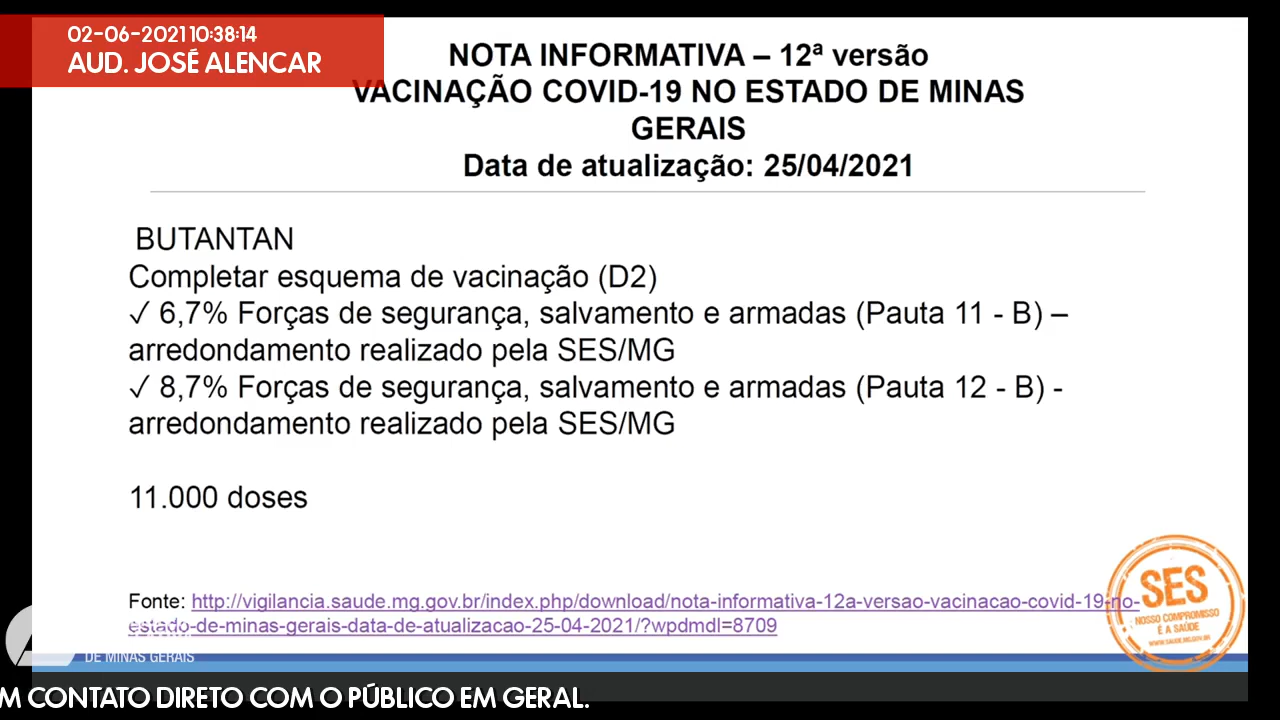 02-06-2021 10:38:14
AUD. JOSÉ ALENCAR
NOTA INFORMATIVA – 12ª versão
VACINAÇÃO COVID-19 NO ESTADO DE MINAS
GERAIS
Data de atualização: 25/04/2021
BUTANTAN
Completar esquema de vacinação (D2)
✓ 6,7% Forças de segurança, salvamento e armadas (Pauta 11 - B) –
arredondamento realizado pela SES/MG
✓ 8,7% Forças de segurança, salvamento e armadas (Pauta 12 - B) -
arredondamento realizado pela SES/MG
11.000 doses
SES
NOSSO COMPROMISSO
É A SAÚDE
WWW.SAUDE.MG.GOV.BR
Fonte: http://vigilancia.saude.mg.gov.br/index.php/download/nota-informativa-12a-versao-vacinacao-covid-19-no-
estado-de-minas-gerais-data-de-atualizacao-25-04-2021/?wpdmdl=8709
DE MINAS GERAIS
M CONTATO DIRETO COM O PÚBLICO EM GERAL.